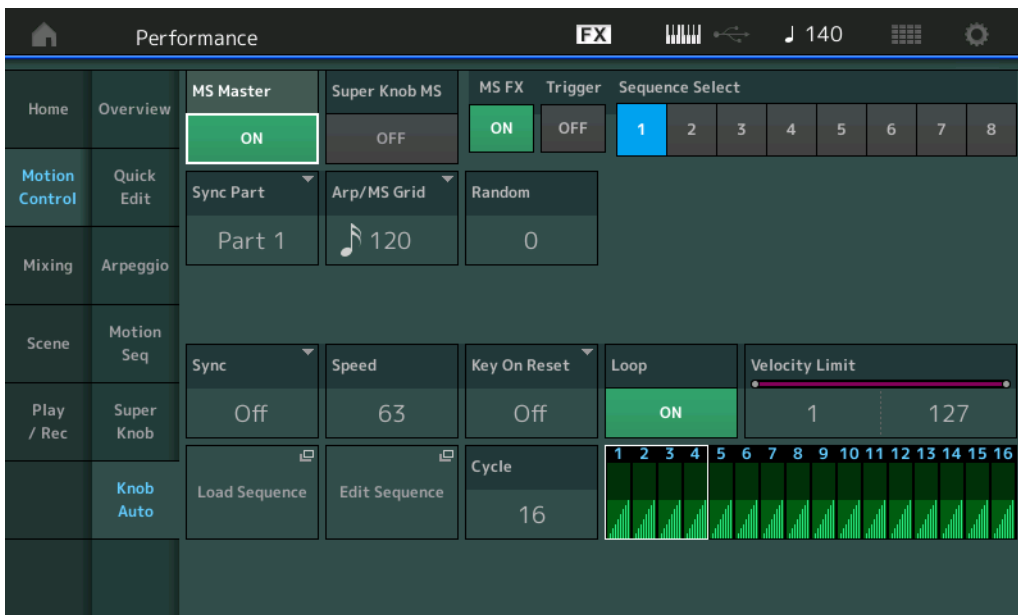 Performance
FX
140
Home
Overview
MS Master
ON
Super Knob MS
OFF
MS FX
ON
Trigger
OFF
Sequence Select
1 2 3 4 5 6 7 8
Motion
Control
Quick
Edit
Sync Part
Part 1
Arp/MS Grid
120
Random
0
Mixing
Arpeggio
Scene
Motion
Seq
Sync
Off
Speed
63
Key On Reset
Off
Loop
ON
Velocity Limit
1 127
Play
/ Rec
Super
Knob
Knob
Auto
Load Sequence
Edit Sequence
Cycle
16
1 2 3 4 5 6 7 8 9 10 11 12 13 14 15 16